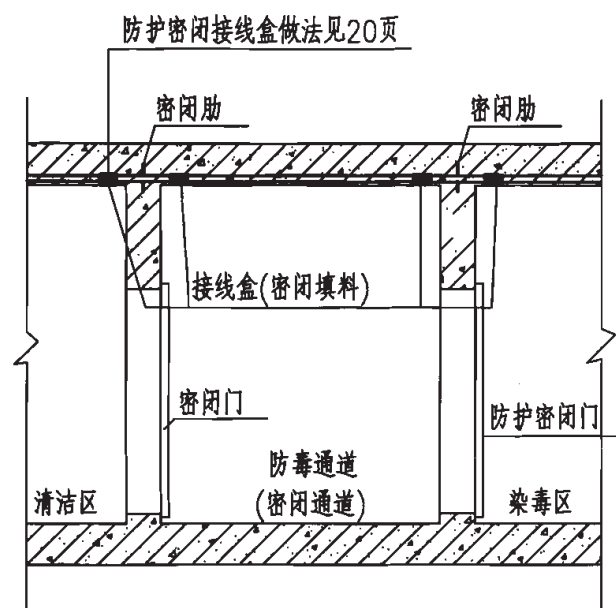 防护密闭接线盒做法见20页
密闭肋
密闭肋
接线盒(密闭填料)
密闭门
防护密闭门
防毒通道
(密闭通道)
清洁区
染毒区